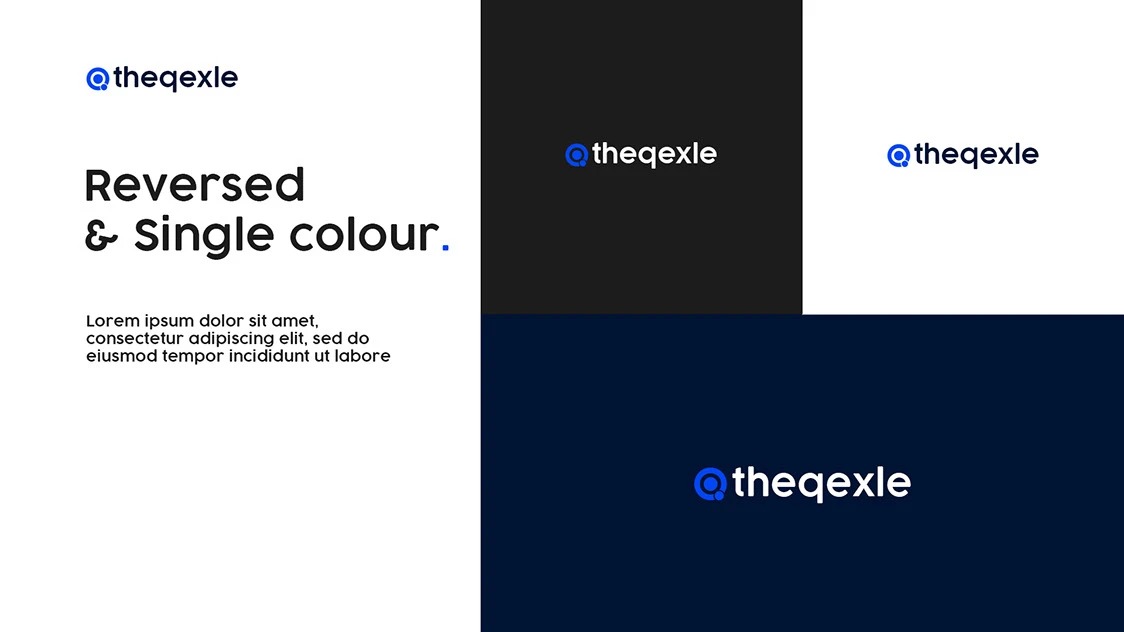 theqexle
Reversed
& Single colour.
Lorem ipsum dolor sit amet,
consectetur adipiscing elit, sed do
eiusmod tempor incididunt ut labore
theqexle
theqexle
theqexle